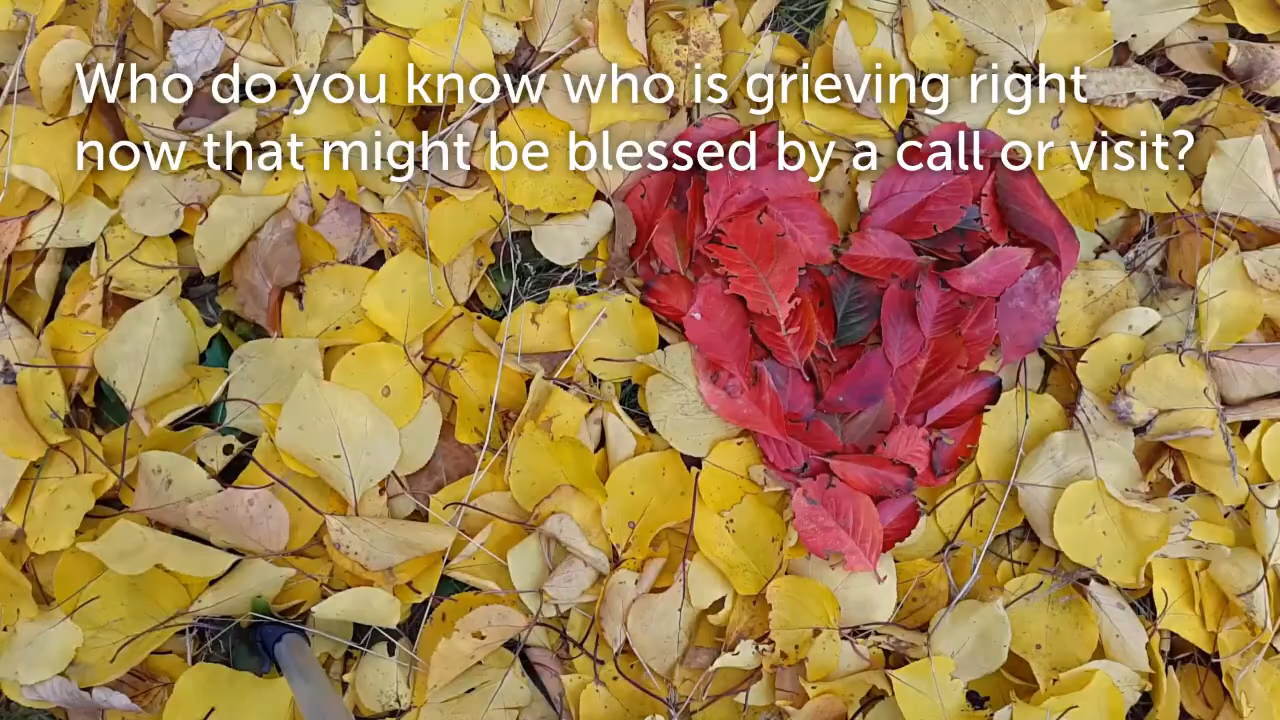 Who do you know who is grieving right
now that might be blessed by a call or visit?